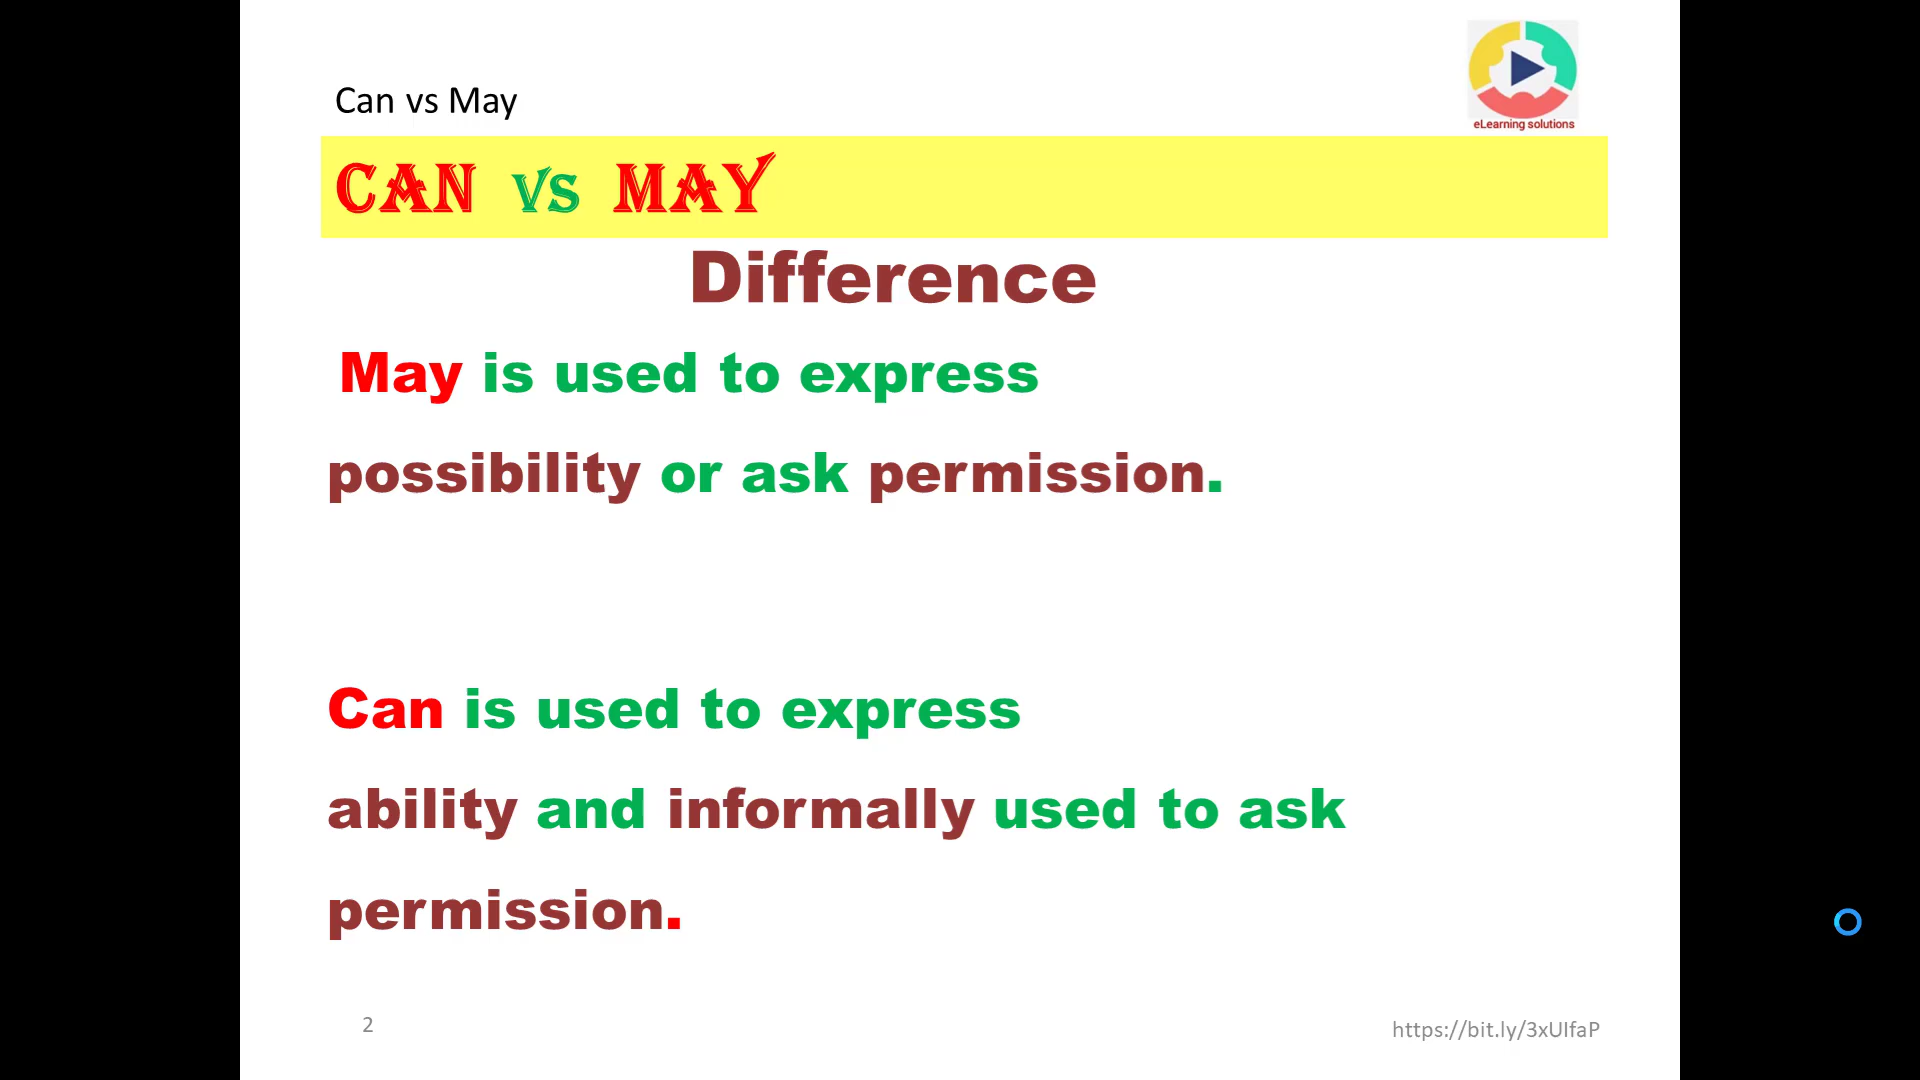 Can vs May
eLearning solutions
CAN vs MAY
Difference
May is used to express
possibility or ask permission.
Can is used to express
ability and informally used to ask
permission.
2
https://bit.ly/3xUIfaP